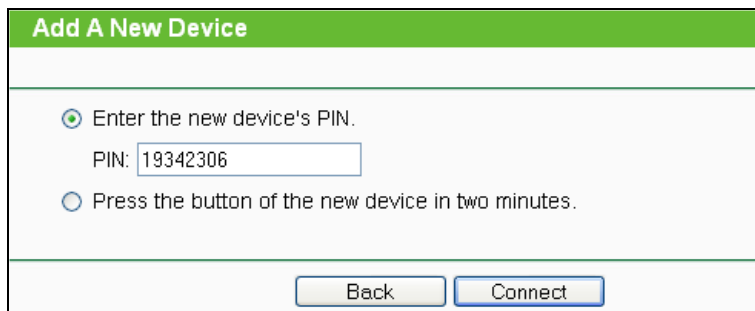 Add A New Device
Enter the new device's PIN.
PIN: 19342306
Press the button of the new device in two minutes.
Back Connect